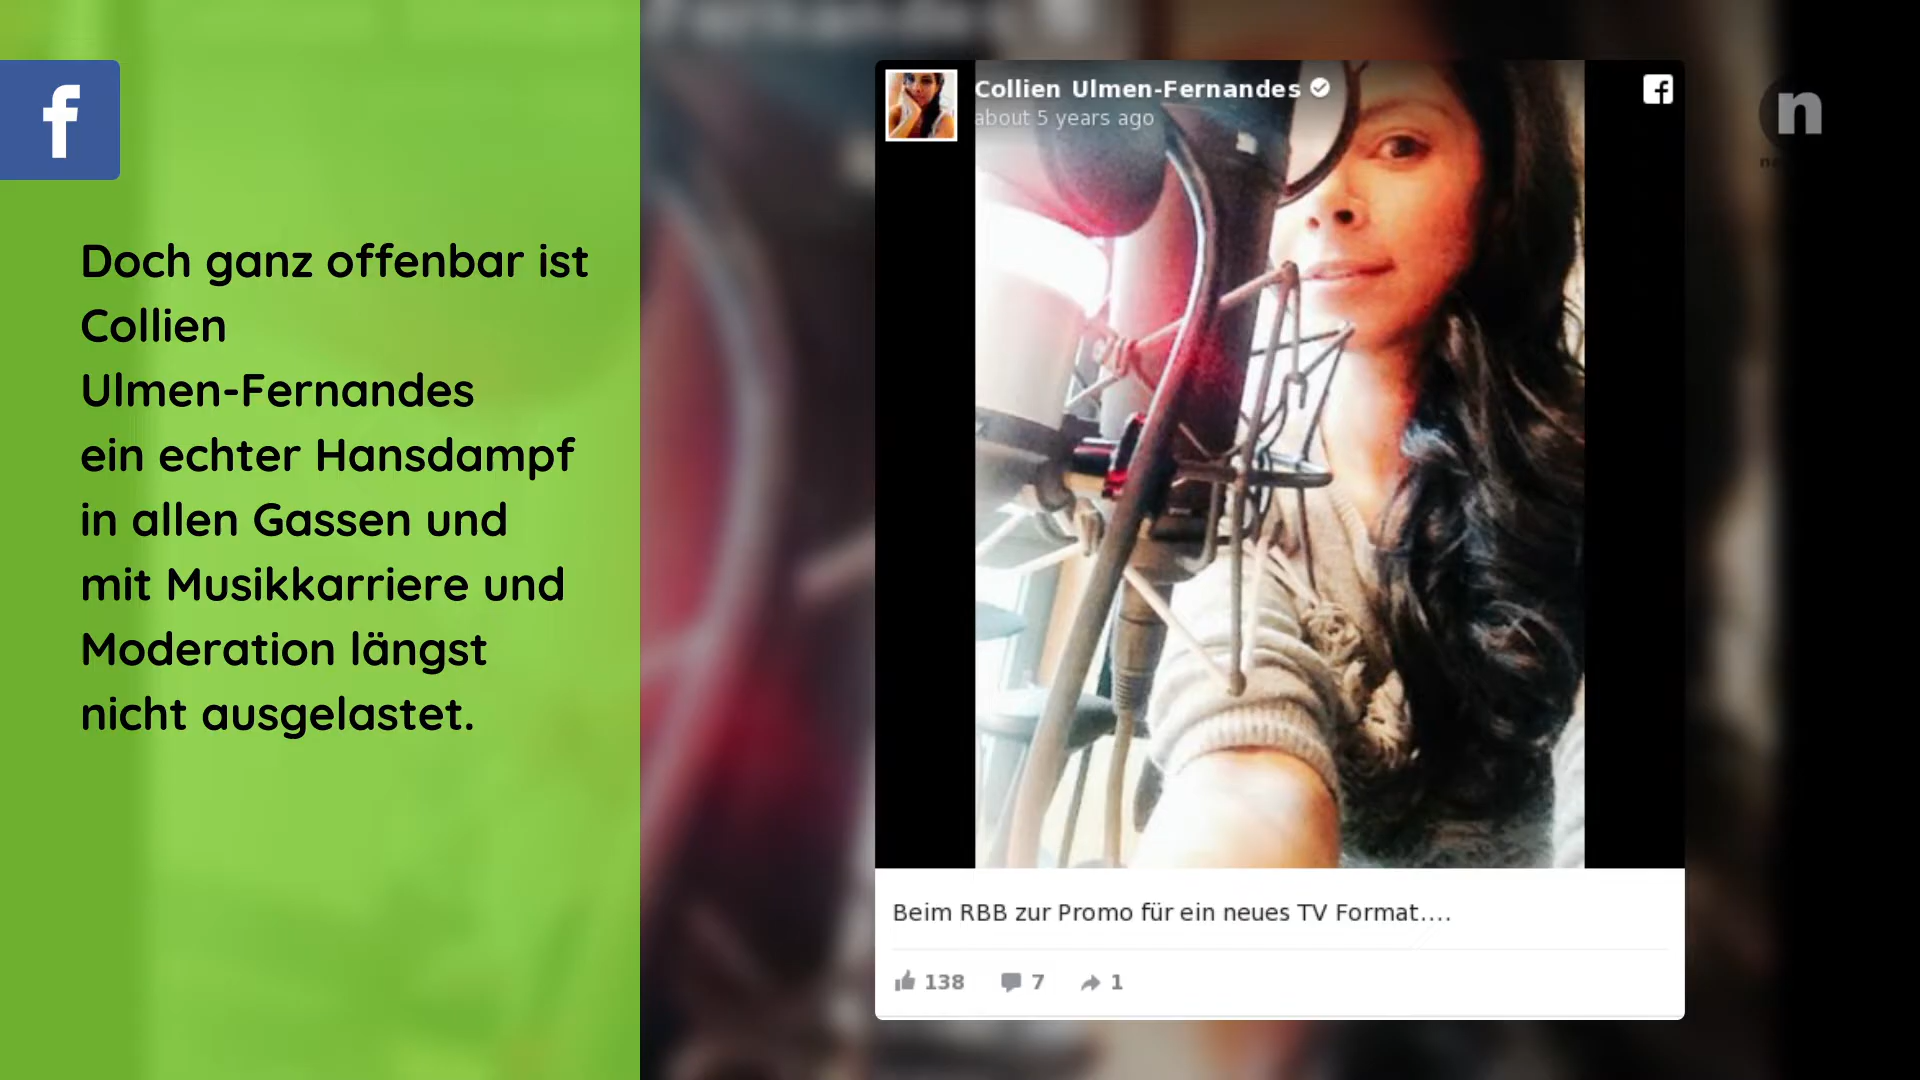 f
Doch ganz offenbar ist
Collien
Ulmen-Fernandes
ein echter Hansdampf
in allen Gassen und
mit Musikkarriere und
Moderation längst
nicht ausgelastet.
Collien Ulmen-Fernandes
about 5 years ago
Beim RBB zur Promo für ein neues TV Format....
138 7 1
n